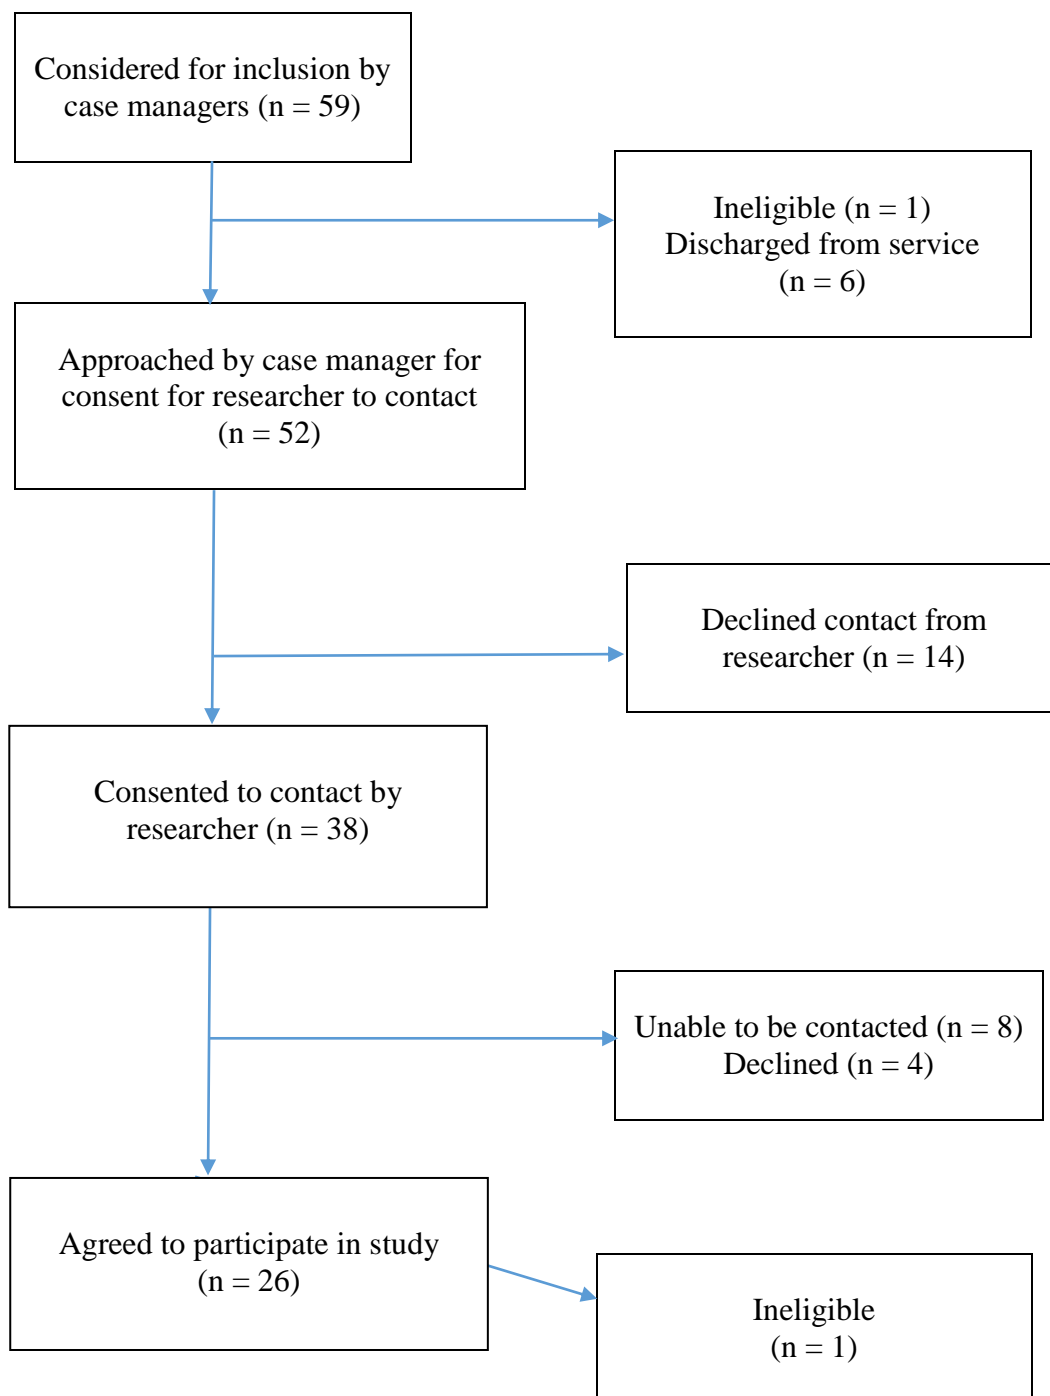 Considered for inclusion by
case managers (n = 59)
Ineligible (n = 1)
Discharged from service
(n = 6)
Approached by case manager for
consent for researcher to contact
(n = 52)
Declined contact from
researcher (n = 14)
Consented to contact by
researcher (n = 38)
Unable to be contacted (n = 8)
Declined (n = 4)
Agreed to participate in study
(n = 26)
Ineligible
(n = 1)